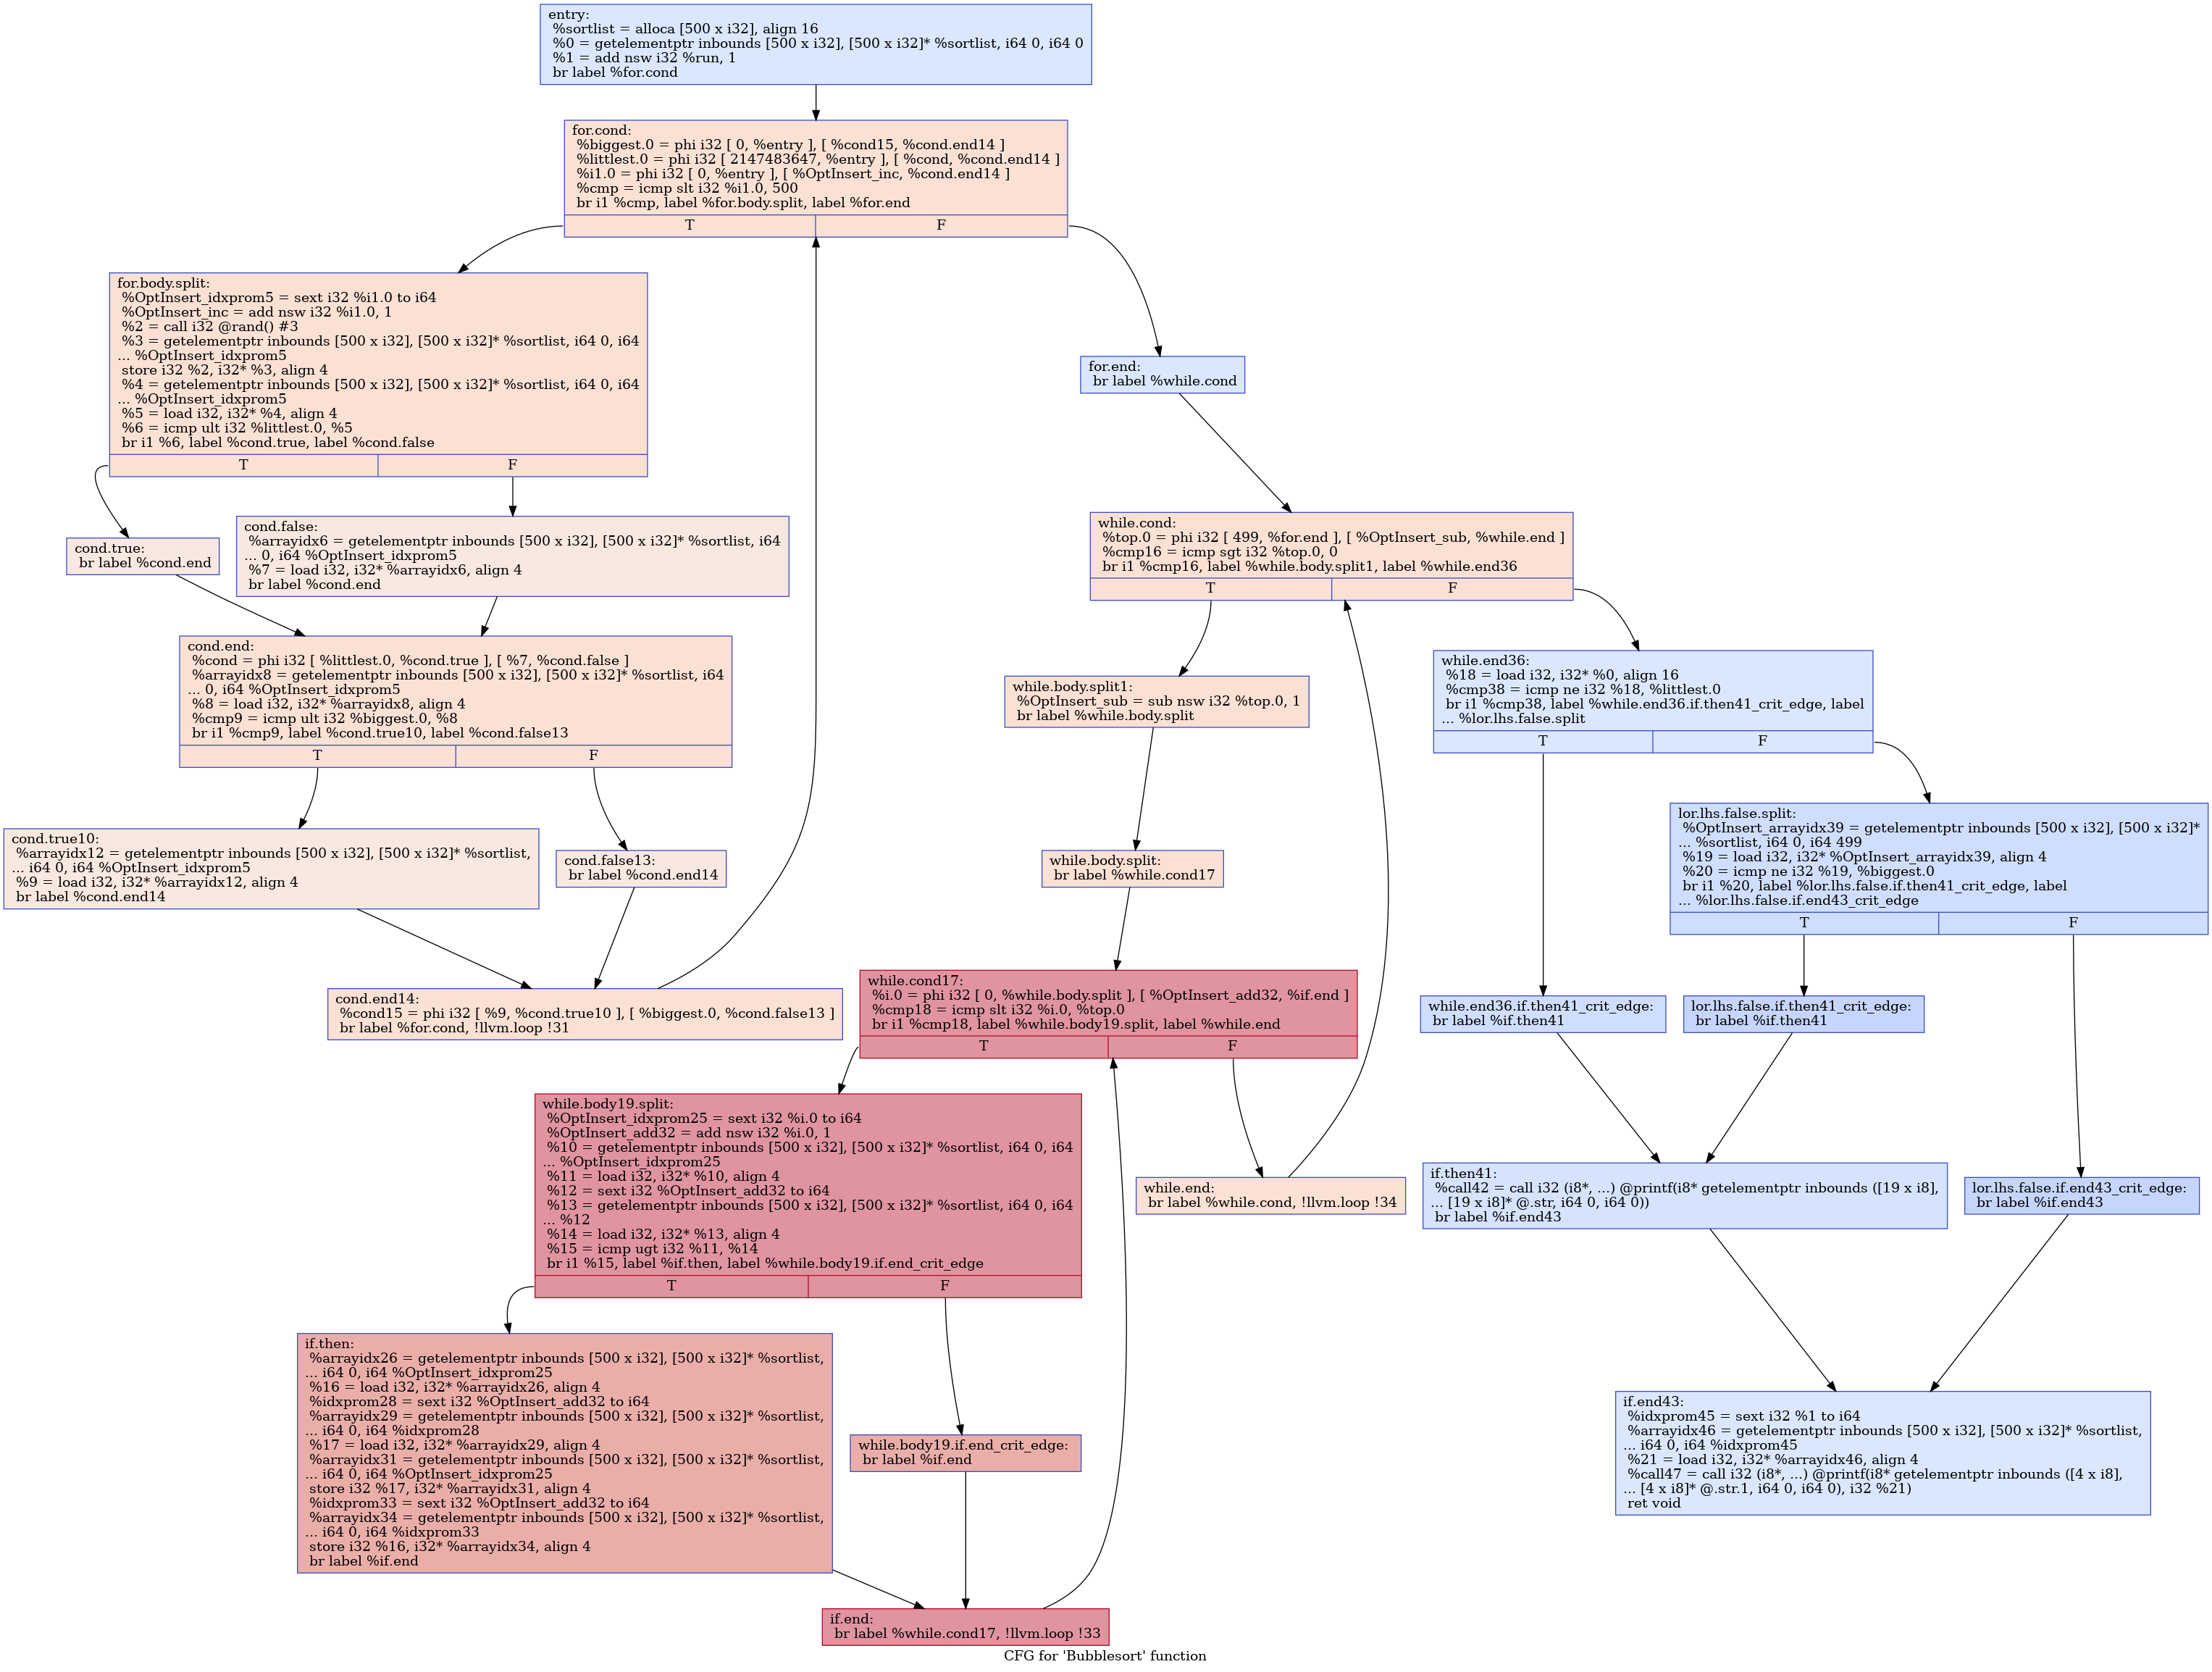 entry:
%sortlist = alloca [500 x i32], align 16
%0 = getelementptr inbounds [500 x i32], [500 x i32]* %sortlist, i64 0, i64 0
%1 = add nsw i32 %run, 1
br label %for.cond
for.cond:
%biggest.0 = phi i32 [ 0, %entry ], [ %cond15, %cond.end14 ]
%littlest.0 = phi i32 [ 2147483647, %entry ], [ %cond, %cond.end14 ]
%i1.0 = phi i32 [ 0, %entry ], [ %OptInsert_inc, %cond.end14 ]
%cmp = icmp slt i32 %i1.0, 500
br i1 %cmp, label %for.body.split, label %for.end
T F
for.body.split:
%OptInsert_idxprom5 = sext i32 %i1.0 to i64
%OptInsert_inc = add nsw i32 %i1.0, 1
%2 = call i32 @rand() #3
%3 = getelementptr inbounds [500 x i32], [500 x i32]* %sortlist, i64 0, i64
... %OptInsert_idxprom5
store i32 %2, i32* %3, align 4
%4 = getelementptr inbounds [500 x i32], [500 x i32]* %sortlist, i64 0, i64
... %OptInsert_idxprom5
%5 = load i32, i32* %4, align 4
%6 = icmp ult i32 %littlest.0, %5
br i1 %6, label %cond.true, label %cond.false
T F
cond.true:
br label %cond.end
cond.false:
%arrayidx6 = getelementptr inbounds [500 x i32], [500 x i32]* %sortlist, i64
... 0, i64 %OptInsert_idxprom5
%7 = load i32, i32* %arrayidx6, align 4
br label %cond.end
cond.end:
%cond = phi i32 [ %littlest.0, %cond.true ], [ %7, %cond.false ]
%arrayidx8 = getelementptr inbounds [500 x i32], [500 x i32]* %sortlist, i64
... 0, i64 %OptInsert_idxprom5
%8 = load i32, i32* %arrayidx8, align 4
%cmp9 = icmp ult i32 %biggest.0, %8
br i1 %cmp9, label %cond.true10, label %cond.false13
T F
cond.true10:
%arrayidx12 = getelementptr inbounds [500 x i32], [500 x i32]* %sortlist,
... i64 0, i64 %OptInsert_idxprom5
%9 = load i32, i32* %arrayidx12, align 4
br label %cond.end14
cond.false13:
br label %cond.end14
cond.end14:
%cond15 = phi i32 [ %9, %cond.true10 ], [ %biggest.0, %cond.false13 ]
br label %for.cond, !llvm.loop !31
for.end:
br label %while.cond
while.cond:
%top.0 = phi i32 [ 499, %for.end ], [ %OptInsert_sub, %while.end ]
%cmp16 = icmp sgt i32 %top.0, 0
br i1 %cmp16, label %while.body.split1, label %while.end36
T F
while.body.split1:
%OptInsert_sub = sub nsw i32 %top.0, 1
br label %while.body.split
while.body.split:
br label %while.cond17
while.cond17:
%i.0 = phi i32 [ 0, %while.body.split ], [ %OptInsert_add32, %if.end ]
%cmp18 = icmp slt i32 %i.0, %top.0
br i1 %cmp18, label %while.body19.split, label %while.end
T F
while.body19.split:
%OptInsert_idxprom25 = sext i32 %i.0 to i64
%OptInsert_add32 = add nsw i32 %i.0, 1
%10 = getelementptr inbounds [500 x i32], [500 x i32]* %sortlist, i64 0, i64
... %OptInsert_idxprom25
%11 = load i32, i32* %10, align 4
%12 = sext i32 %OptInsert_add32 to i64
%13 = getelementptr inbounds [500 x i32], [500 x i32]* %sortlist, i64 0, i64
... %12
%14 = load i32, i32* %13, align 4
%15 = icmp ugt i32 %11, %14
br i1 %15, label %if.then, label %while.body19.if.end_crit_edge
T F
if.then:
%arrayidx26 = getelementptr inbounds [500 x i32], [500 x i32]* %sortlist,
... i64 0, i64 %OptInsert_idxprom25
%16 = load i32, i32* %arrayidx26, align 4
%idxprom28 = sext i32 %OptInsert_add32 to i64
%arrayidx29 = getelementptr inbounds [500 x i32], [500 x i32]* %sortlist,
... i64 0, i64 %idxprom28
%17 = load i32, i32* %arrayidx29, align 4
%arrayidx31 = getelementptr inbounds [500 x i32], [500 x i32]* %sortlist,
... i64 0, i64 %OptInsert_idxprom25
store i32 %17, i32* %arrayidx31, align 4
%idxprom33 = sext i32 %OptInsert_add32 to i64
%arrayidx34 = getelementptr inbounds [500 x i32], [500 x i32]* %sortlist,
... i64 0, i64 %idxprom33
store i32 %16, i32* %arrayidx34, align 4
br label %if.end
while.body19.if.end_crit_edge:
br label %if.end
if.end:
br label %while.cond17, !llvm.loop !33
while.end:
br label %while.cond, !llvm.loop !34
while.end36:
%18 = load i32, i32* %0, align 16
%cmp38 = icmp ne i32 %18, %littlest.0
br i1 %cmp38, label %while.end36.if.then41_crit_edge, label
... %lor.lhs.false.split
T F
lor.lhs.false.split:
%OptInsert_arrayidx39 = getelementptr inbounds [500 x i32], [500 x i32]*
... %sortlist, i64 0, i64 499
%19 = load i32, i32* %OptInsert_arrayidx39, align 4
%20 = icmp ne i32 %19, %biggest.0
br i1 %20, label %lor.lhs.false.if.then41_crit_edge, label
... %lor.lhs.false.if.end43_crit_edge
T F
while.end36.if.then41_crit_edge:
br label %if.then41
lor.lhs.false.if.then41_crit_edge:
br label %if.then41
if.then41:
%call42 = call i32 (i8*, ...) @printf(i8* getelementptr inbounds ([19 x i8],
... [19 x i8]* @.str, i64 0, i64 0))
br label %if.end43
lor.lhs.false.if.end43_crit_edge:
br label %if.end43
if.end43:
%idxprom45 = sext i32 %1 to i64
%arrayidx46 = getelementptr inbounds [500 x i32], [500 x i32]* %sortlist,
... i64 0, i64 %idxprom45
%21 = load i32, i32* %arrayidx46, align 4
%call47 = call i32 (i8*, ...) @printf(i8* getelementptr inbounds ([4 x i8],
... [4 x i8]* @.str.1, i64 0, i64 0), i32 %21)
ret void
CFG for 'Bubblesort' function